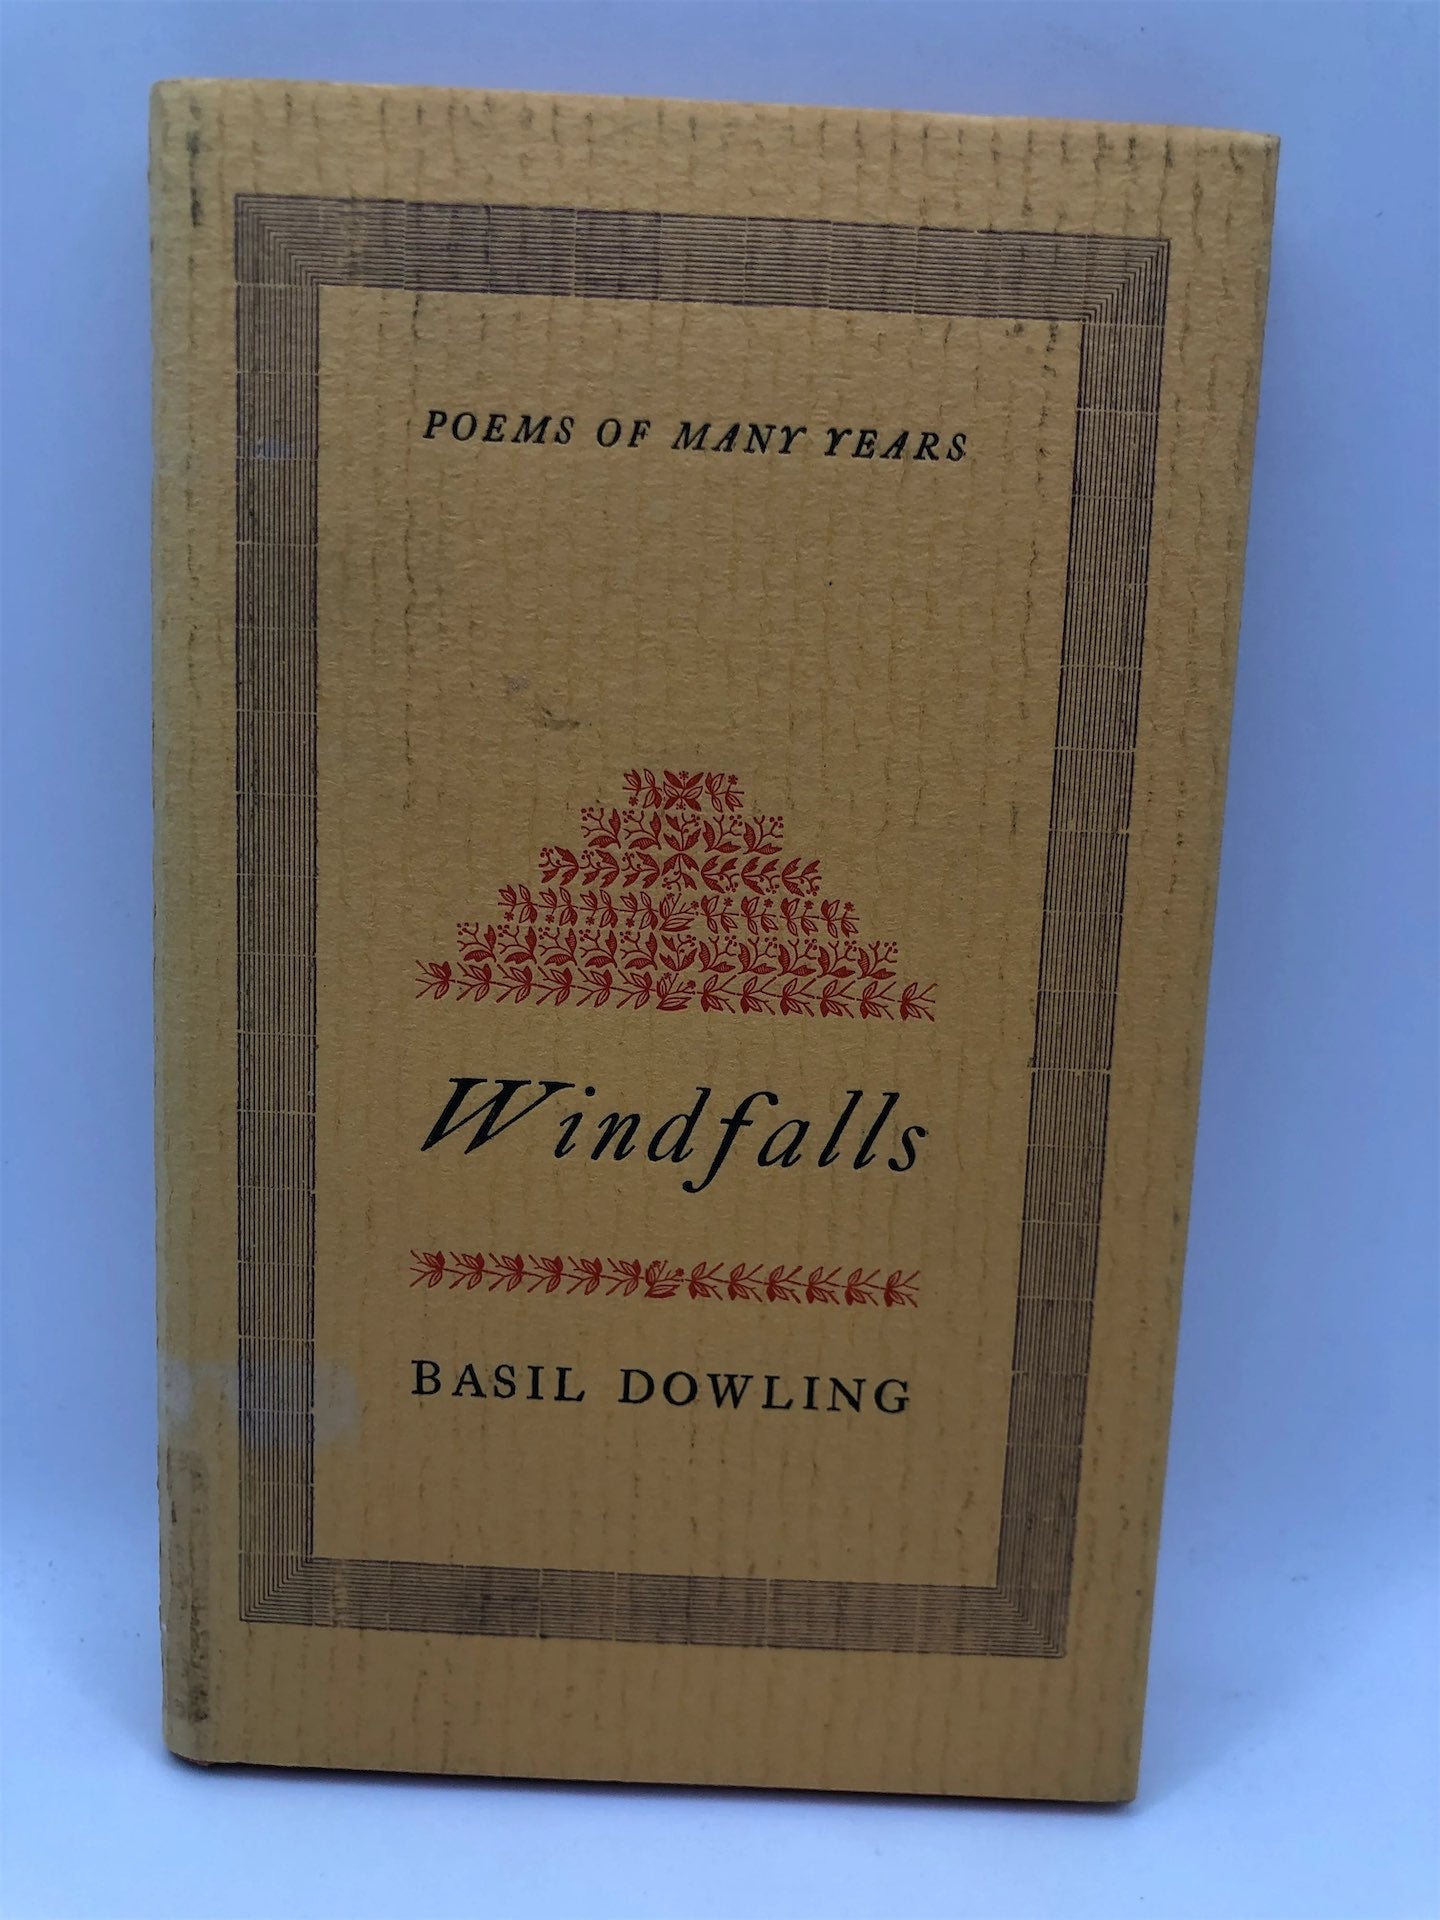 POEMS OF MANY YEARS
Windfalls
BASIL DOWLING